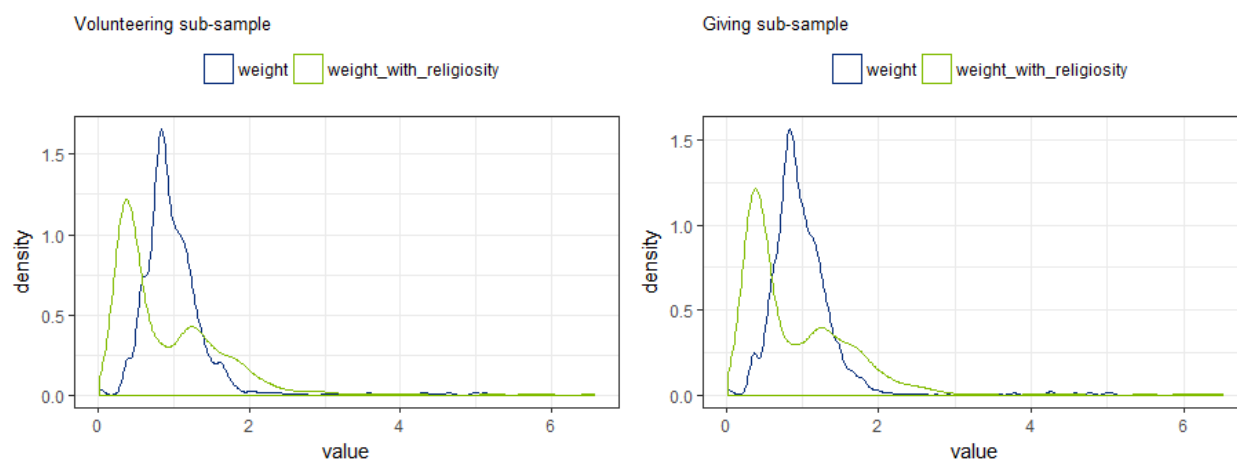 Volunteering sub-sample
weight weight_with_religiosity
1.5
1.0
0.5
0.0
density
0 2 4 6
value
Giving sub-sample
weight weight_with_religiosity
1.5
1.0
0.5
0.0
density
0 2 4 6
value